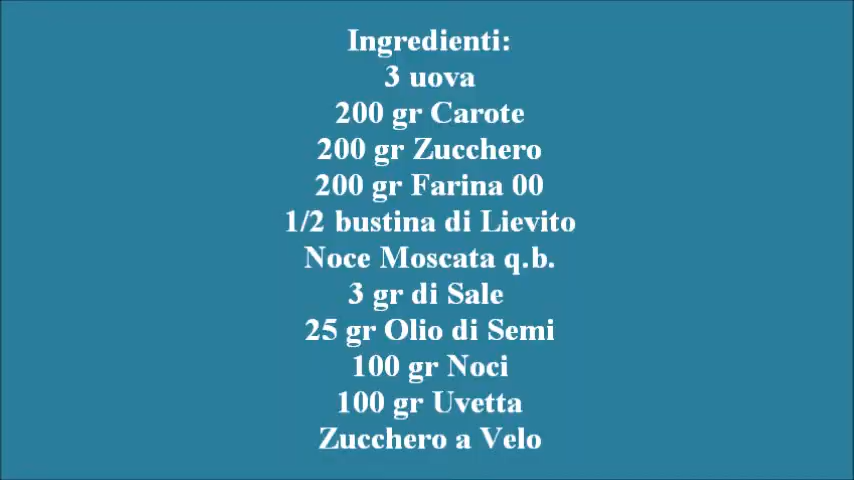 Ingredienti:
3 uova
200 gr Carote
200 gr Zucchero
200 gr Farina 00
1/2 bustina di Lievito
Noce Moscata q.b.
3 gr di Sale
25 gr Olio di Semi
100 gr Noci
100 gr Uvetta
Zucchero a Velo